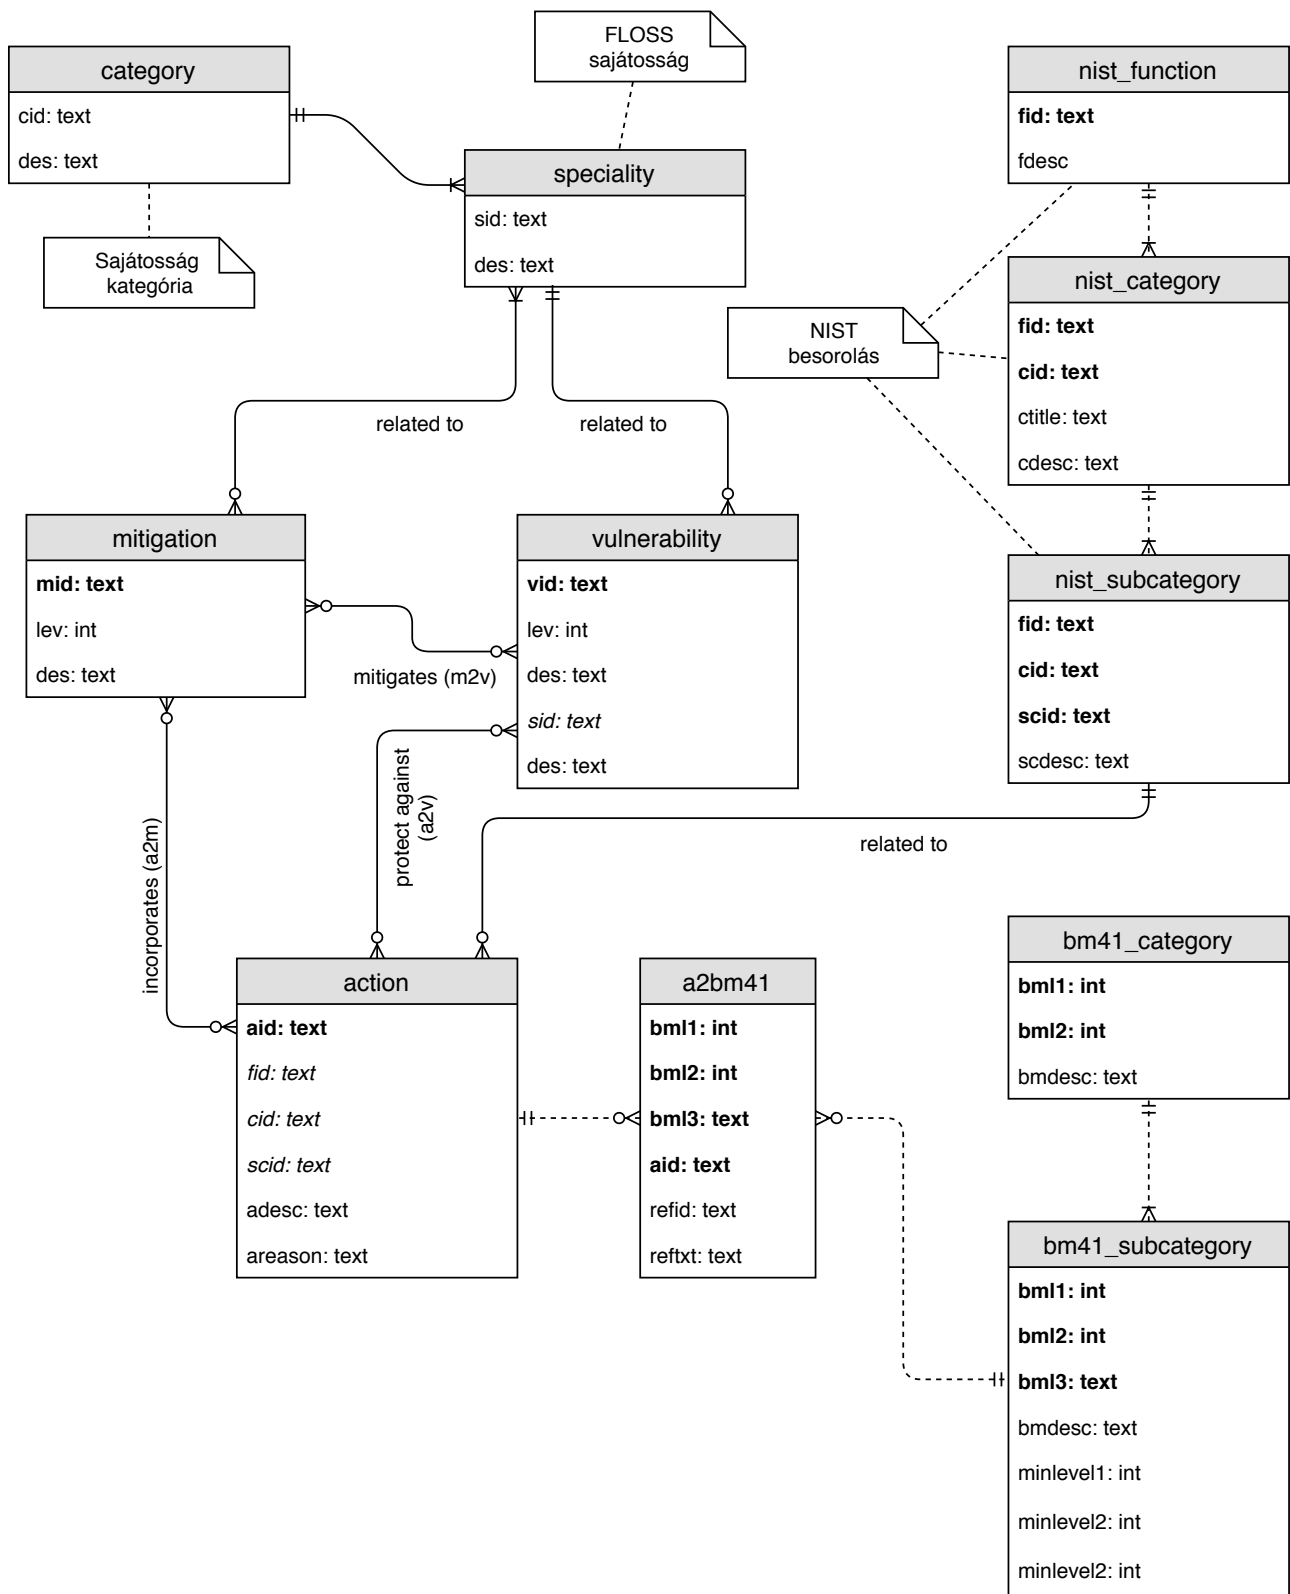 FLOSS
sajátosság
category
cid: text
des: text
Sajátosság
kategória
speciality
sid: text
des: text
nist_function
fid: text
fdesc
nist_category
fid: text
cid: text
ctitle: text
cdesc: text
NIST
besorolás
related to
related to
mitigation
mid: text
lev: int
des: text
mitigates (m2v)
vulnerability
vid: text
lev: int
des: text
sid: text
des: text
nist_subcategory
fid: text
cid: text
scid: text
scdesc: text
related to
incorporates (a2m)
protect against
(a2v)
action
aid: text
fid: text
cid: text
scid: text
adesc: text
areason: text
a2bm41
bml1: int
bml2: int
bml3: text
aid: text
refid: text
reftxt: text
bm41_category
bml1: int
bml2: int
bmdesc: text
bm41_subcategory
bml1: int
bml2: int
bml3: text
bmdesc: text
minlevel1: int
minlevel2: int
minlevel2: int